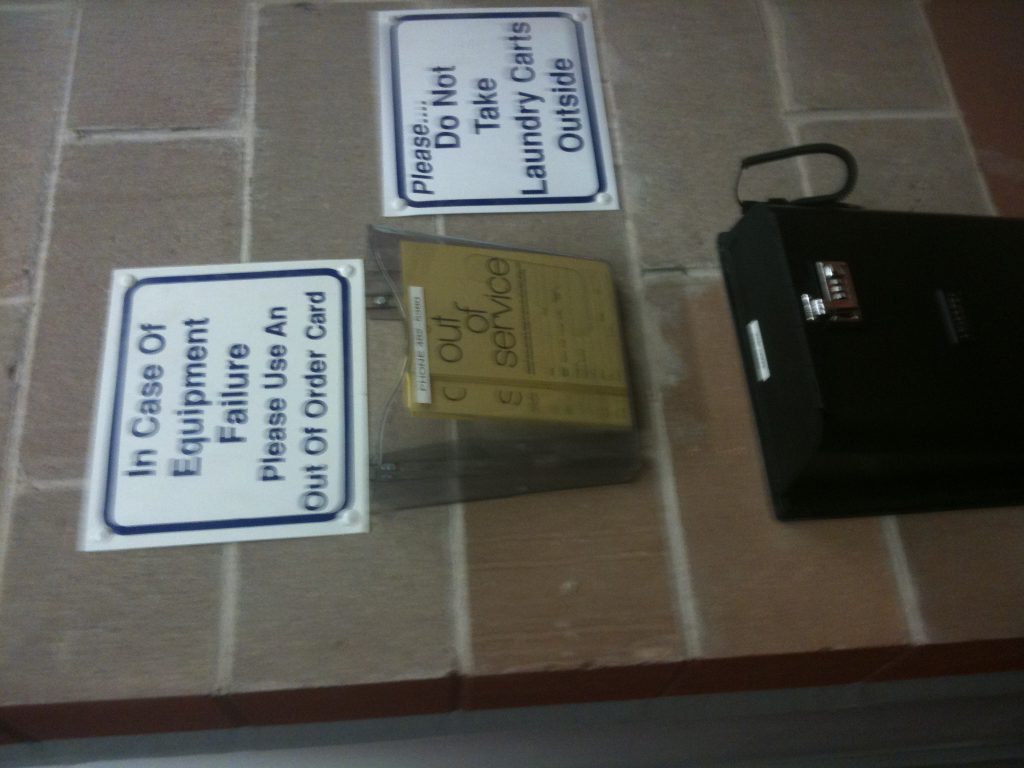 In Case Of
Equipment
Failure
Please Use An
Out Of Order Card
Please....
Do Not
Take
Laundry Carts
Outside
out
of
service